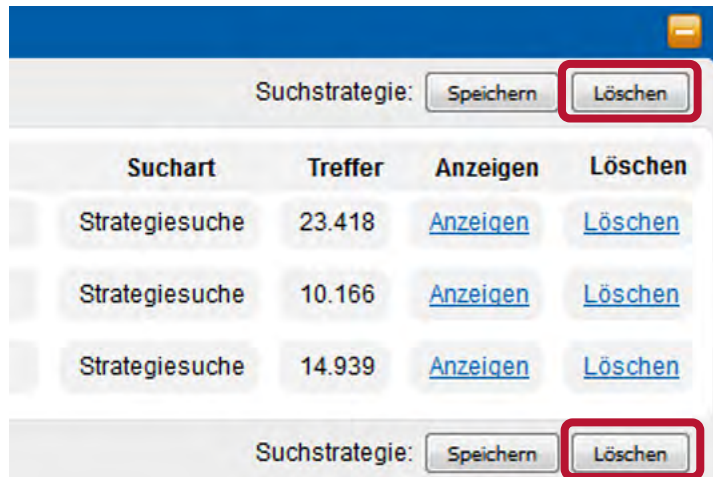 Suchstrategie: Speichern Löschen
Suchart Treffer Anzeigen Löschen
Strategiesuche 23.418 Anzeigen Löschen
Strategiesuche 10.166 Anzeigen Löschen
Strategiesuche 14.939 Anzeigen Löschen
Suchstrategie: Speichern Löschen